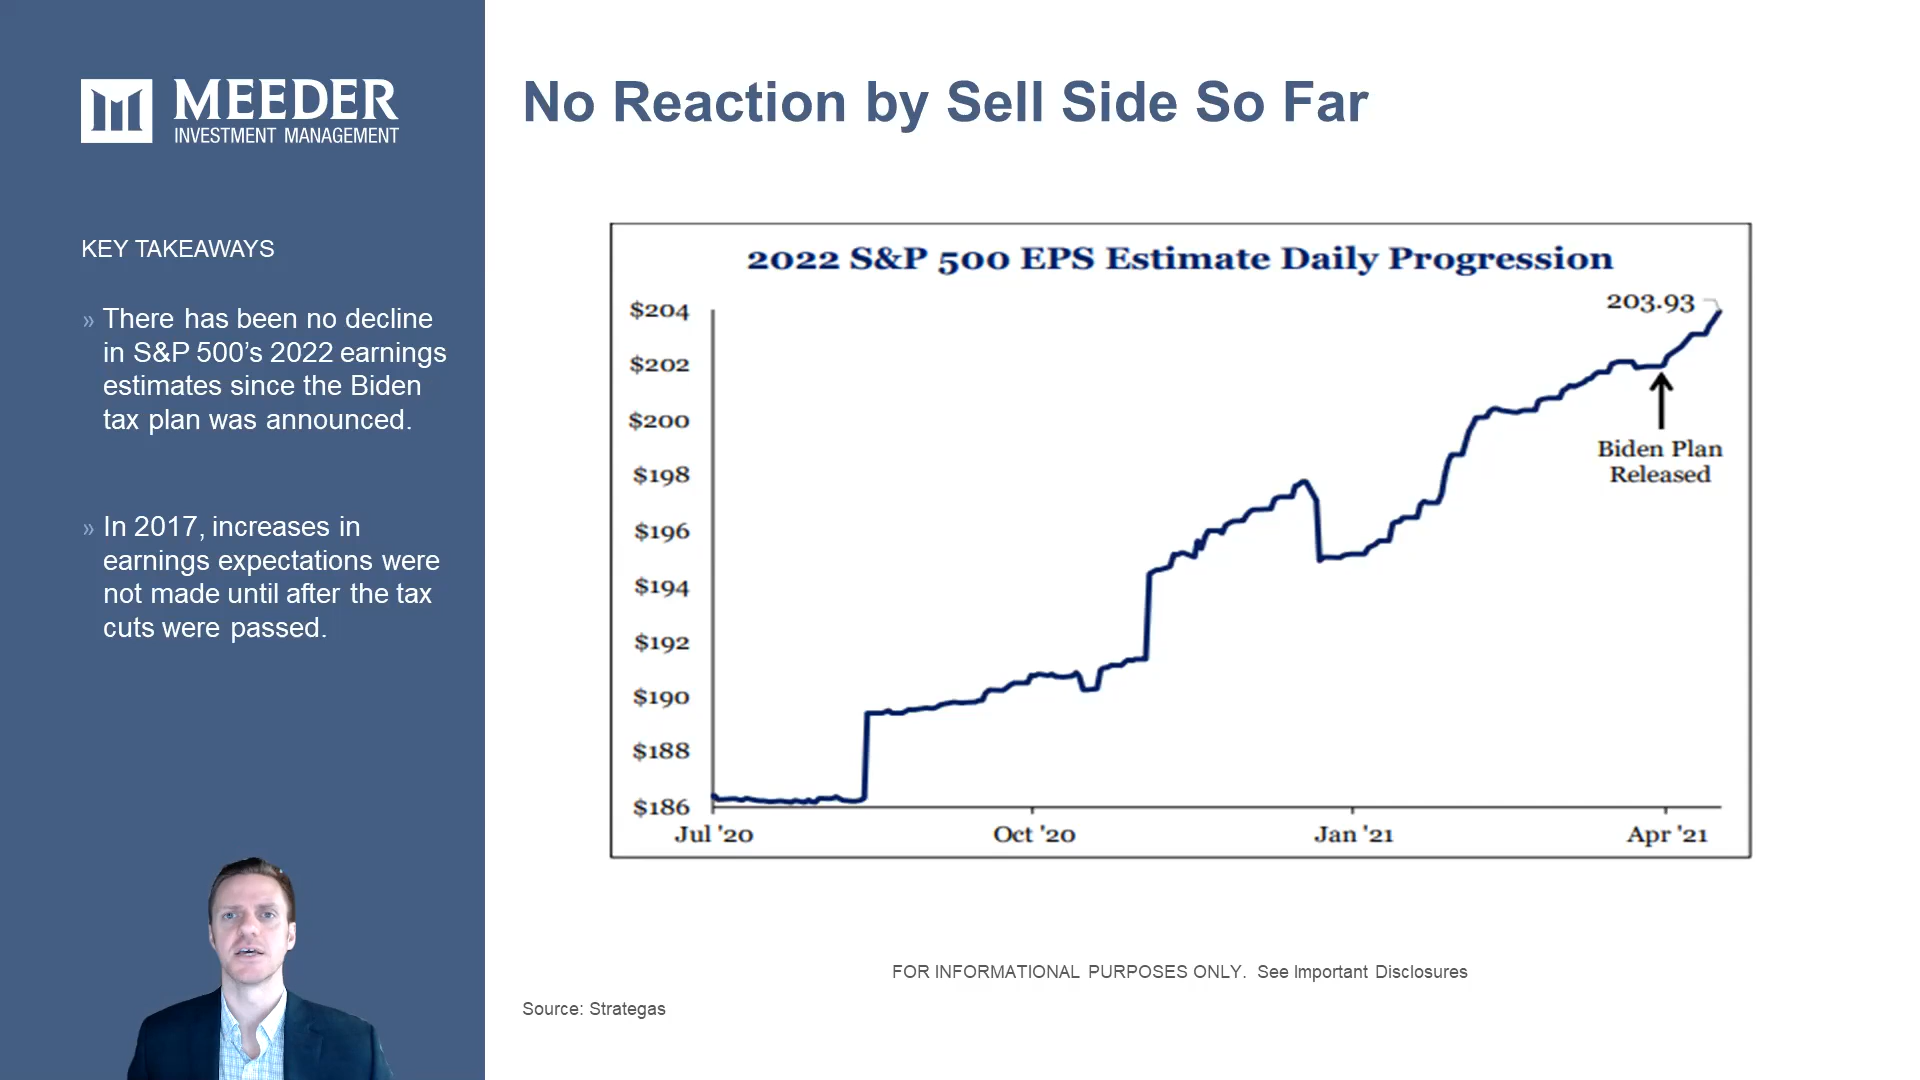 MEEDER
INVESTMENT MANAGEMENT
KEY TAKEAWAYS
» There has been no decline
in S&P 500’s 2022 earnings
estimates since the Biden
tax plan was announced.
» In 2017, increases in
earnings expectations were
not made until after the tax
cuts were passed.
No Reaction by Sell Side So Far
2022 S&P 500 EPS Estimate Daily Progression
203.93
$204
$202
$200
$198
$196
$194
$192
$190
$188
$186
Biden Plan
Released
Jul '20
Oct '20
Jan '21
Apr '21
FOR INFORMATIONAL PURPOSES ONLY. See Important Disclosures
Source: Strategas